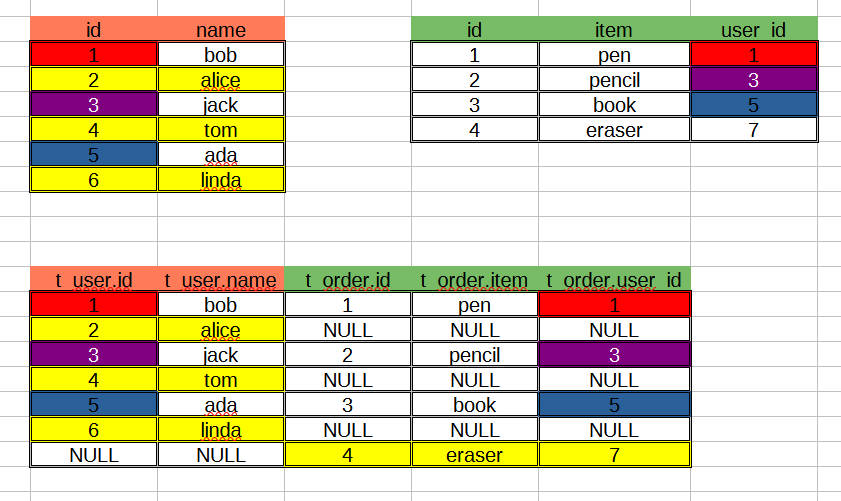 id name id item user_id
1 bob 1 pen 1
2 alice 2 pencil 3
3 jack 3 book 5
4 tom 4 eraser 7
5 ada
6 linda
t_user.id t_user.name t_order.id t_order.item t_order.user_id
1 bob 1 pen 1
2 alice NULL NULL NULL
3 jack 2 pencil 3
4 tom NULL NULL NULL
5 ada 3 book 5
6 linda NULL NULL NULL
NULL NULL 4 eraser 7